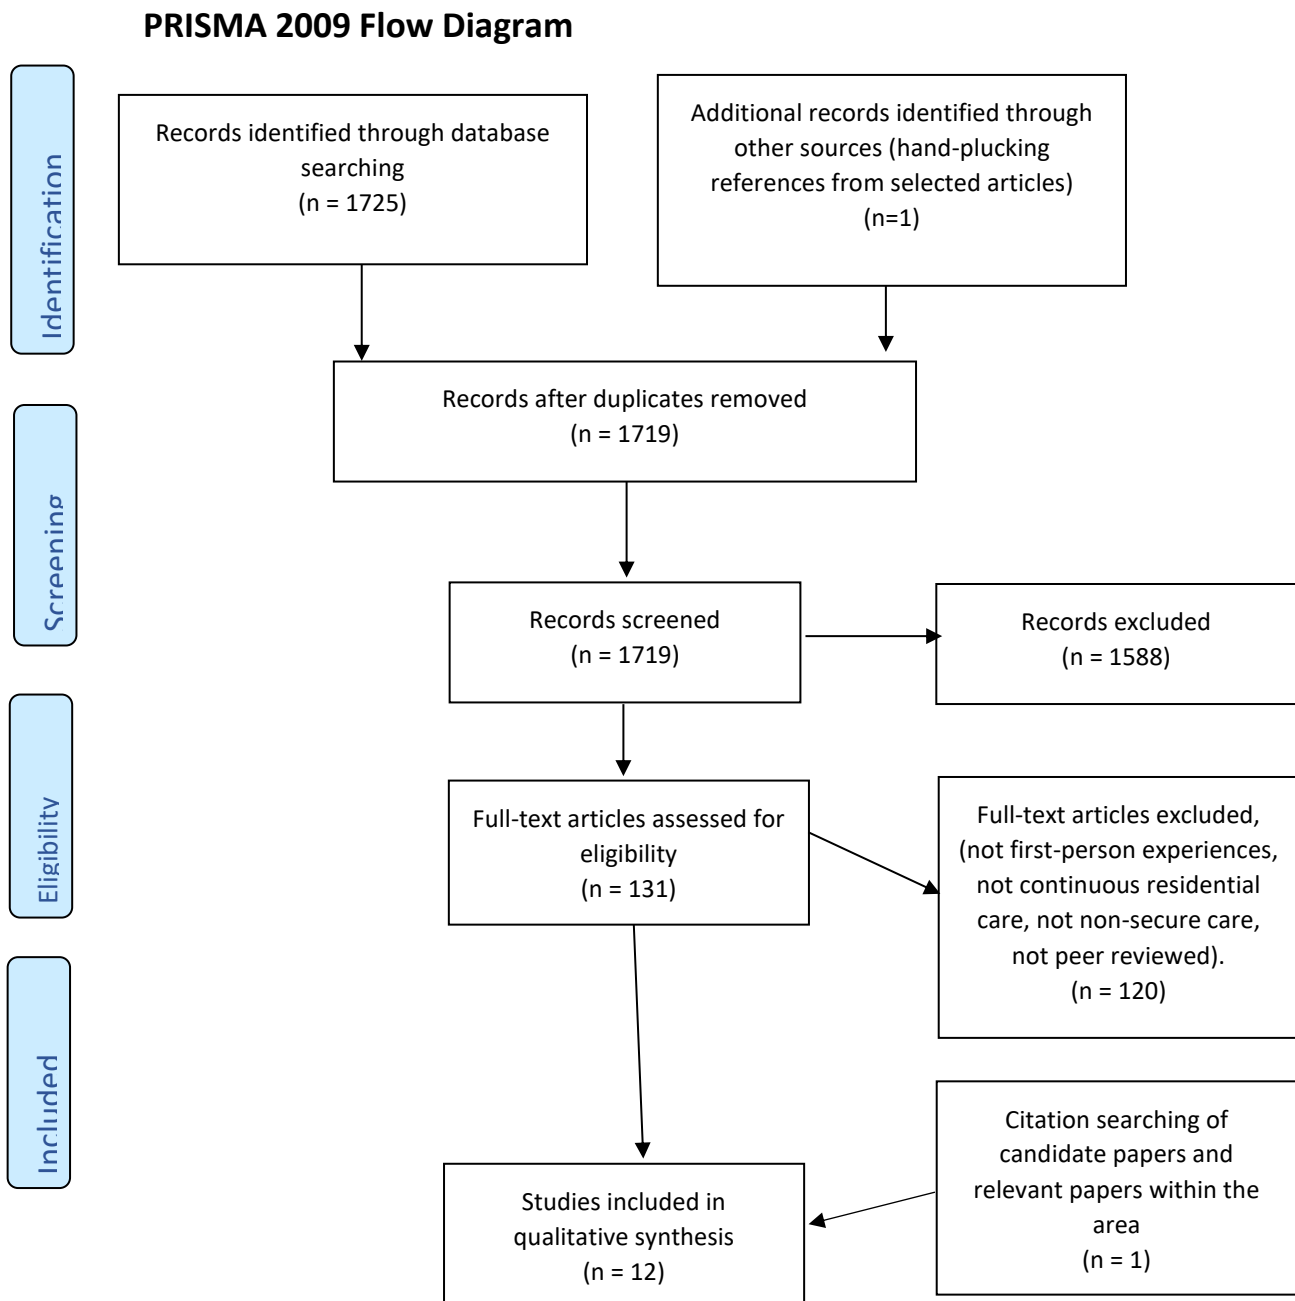 PRISMA 2009 Flow Diagram
Identification
Records identified through database
searching
(n = 1725)
Additional records identified through
other sources (hand-plucking
references from selected articles)
(n=1)
Records after duplicates removed
(n = 1719)
Screening
Records screened
(n = 1719)
Records excluded
(n = 1588)
Eligibility
Full-text articles assessed for
eligibility
(n = 131)
Full-text articles excluded,
(not first-person experiences,
not continuous residential
care, not non-secure care,
not peer reviewed).
(n = 120)
Included
Citation searching of
candidate papers and
relevant papers within the
area
(n = 1)
Studies included in
qualitative synthesis
(n = 12)